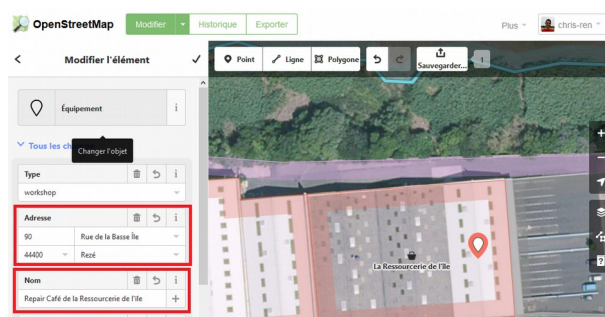 OpenStreetMap Modifier Historique Exporter Plus chris-ren
Modifier l'élément Point Ligne Polygone Sauvegarder... 1
Équipement i
Tous les ch
Changer l'objet
Type i
workshop
Adresse i
90 Rue de la Basse Île
44400 Rezé
Nom i
Repair Café de la Ressourcerie de l'île +
La Ressourcerie de l'île